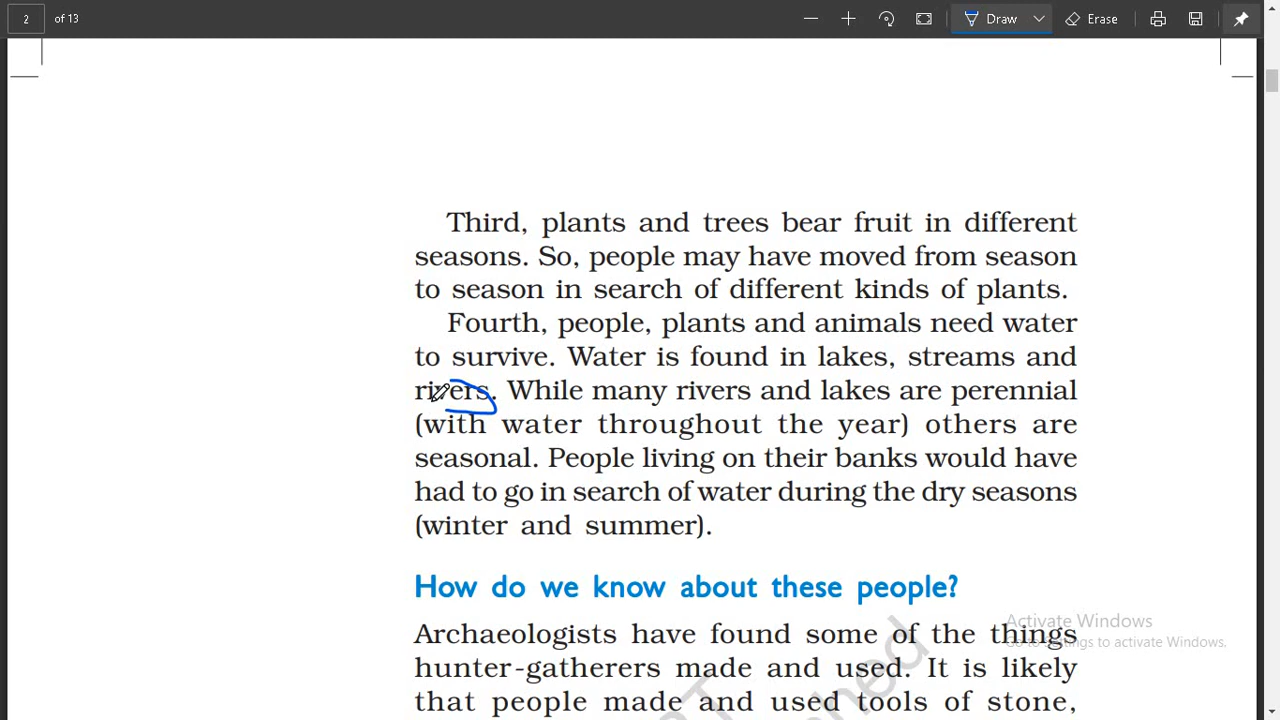 2 of 13 Draw Erase
Third, plants and trees bear fruit in different
seasons. So, people may have moved from season
to season in search of different kinds of plants.
Fourth, people, plants and animals need water
to survive. Water is found in lakes, streams and
rivers. While many rivers and lakes are perennial
(with water throughout the year) others are
seasonal. People living on their banks would have
had to go in search of water during the dry seasons
(winter and summer).
How do we know about these people?
Archaeologists have found some of the things
hunter-gatherers made and used. It is likely
that people made and used tools of stone,
Activate Windows
Go to Settings to activate Windows.